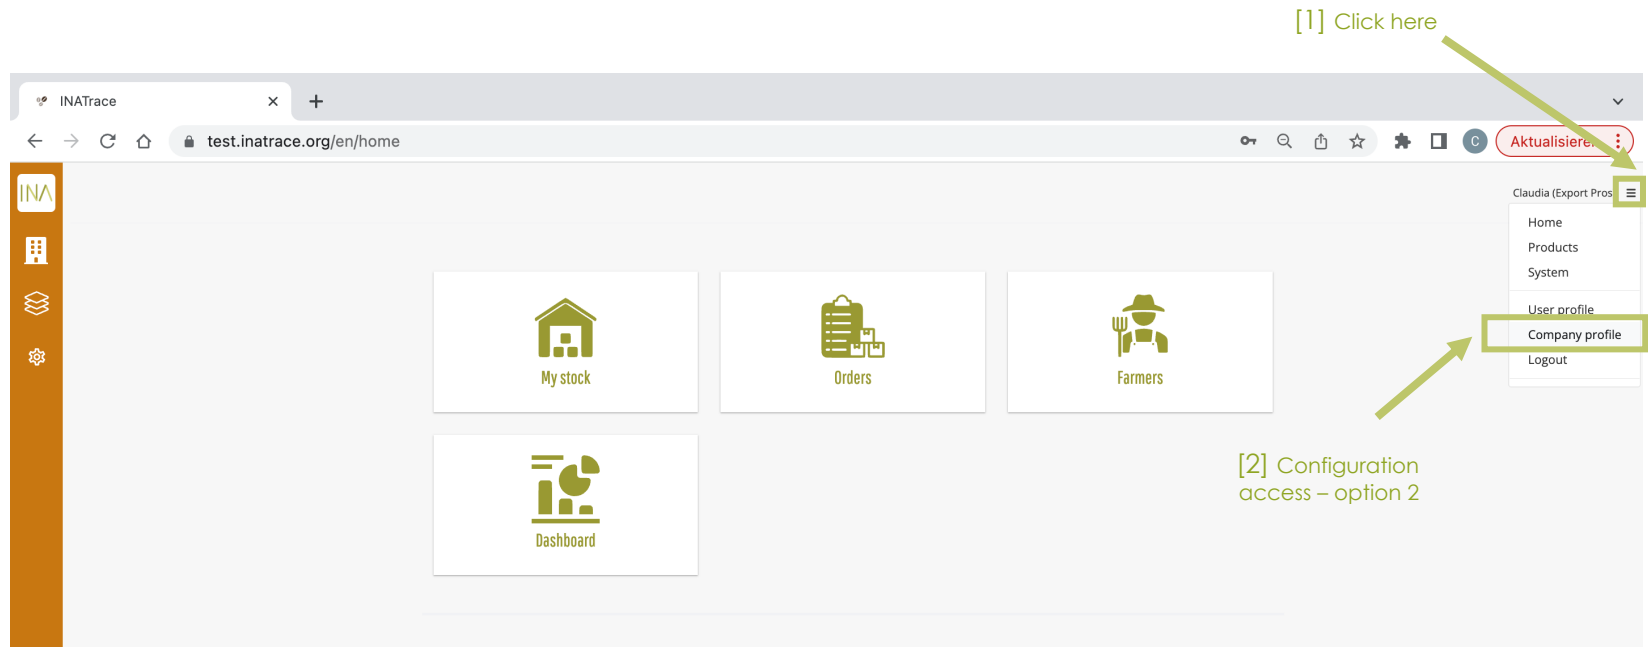 [1] Click here
INATrace
test.inatrace.org/en/home
C
Aktualisieren
INA
Claudia (Export Pros
Home
Products
System
User profile
Company profile
Logout
My stock
Orders
Farmers
Dashboard
[2] Configuration
access – option 2